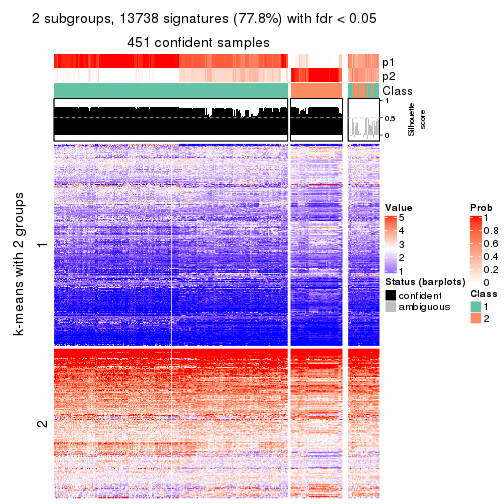 2 subgroups, 13738 signatures (77.8%) with fdr < 0.05
451 confident samples
p1
p2
Class
1
0.5
0
Silhouette
score
k-means with 2 groups
1
2
Value
5
4
3
2
1
Status (barplots)
confident
ambiguous
Prob
1
0.8
0.6
0.4
0.2
0
Class
1
2